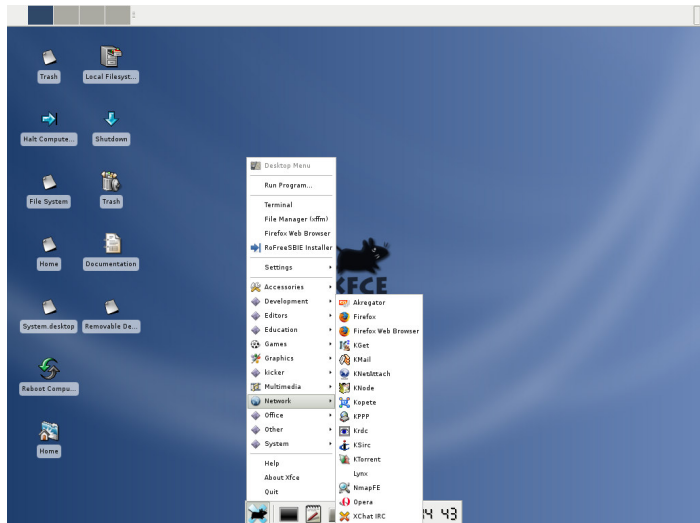 Trash
Local Filesyst...
Halt Compute...
Shutdown
File System
Trash
Home
Documentation
System desktop
Removable De...
Reboot Compu...
Home
XFCE
Desktop Menu
Run Program...
Terminal
File Manager (xffm)
Firefox Web Browser
RoFreeSBIE Installer
Settings
Accessories
Development
Editors
Education
Games
Graphics
kicker
Multimedia
Network
Office
Other
System
Help
About Xfce
Quit
Akregator
Firefox
Firefox Web Browser
KGet
KMail
KNetAttach
KNode
Kopete
KPPP
Krdc
KSirc
KTorrent
Lynx
NmapFE
Opera
XChat IRC
43